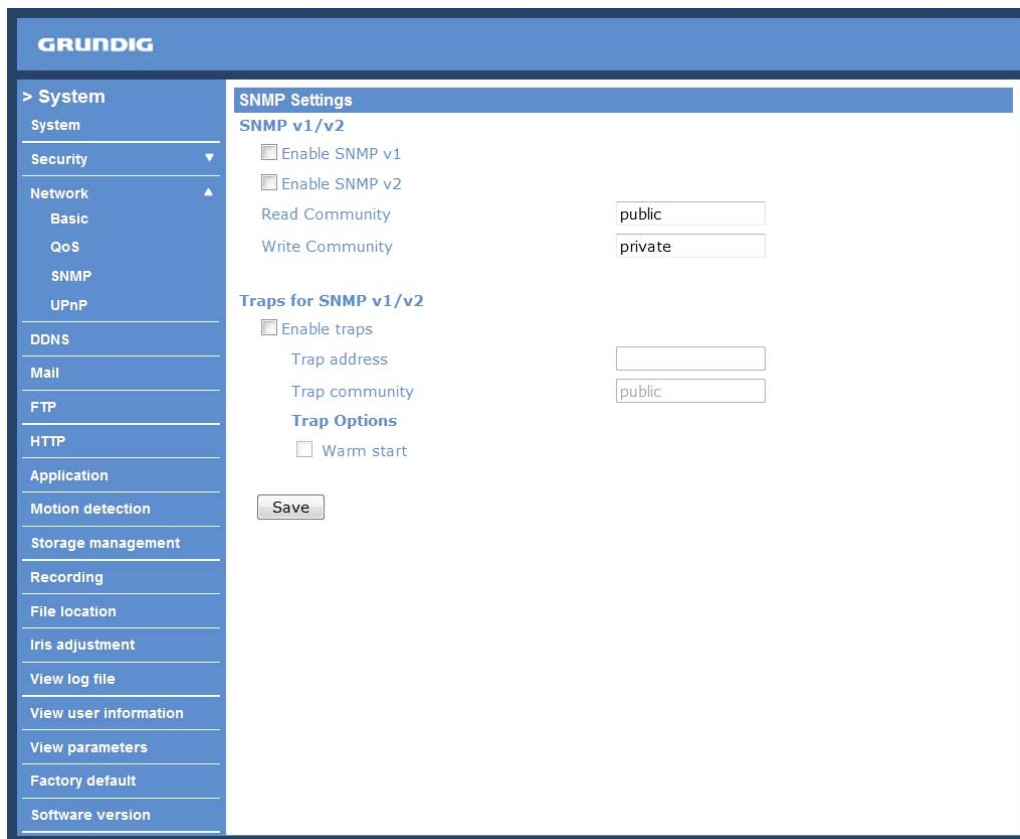 GRUNDIG
> System
System
Security
Network
Basic
QoS
SNMP
UPnP
DDNS
Mail
FTP
HTTP
Application
Motion detection
Storage management
Recording
File location
Iris adjustment
View log file
View user information
View parameters
Factory default
Software version
SNMP Settings
SNMP v1/v2
Enable SNMP v1
Enable SNMP v2
Read Community public
Write Community private
Traps for SNMP v1/v2
Enable traps
Trap address
Trap community public
Trap Options
Warm start
Save